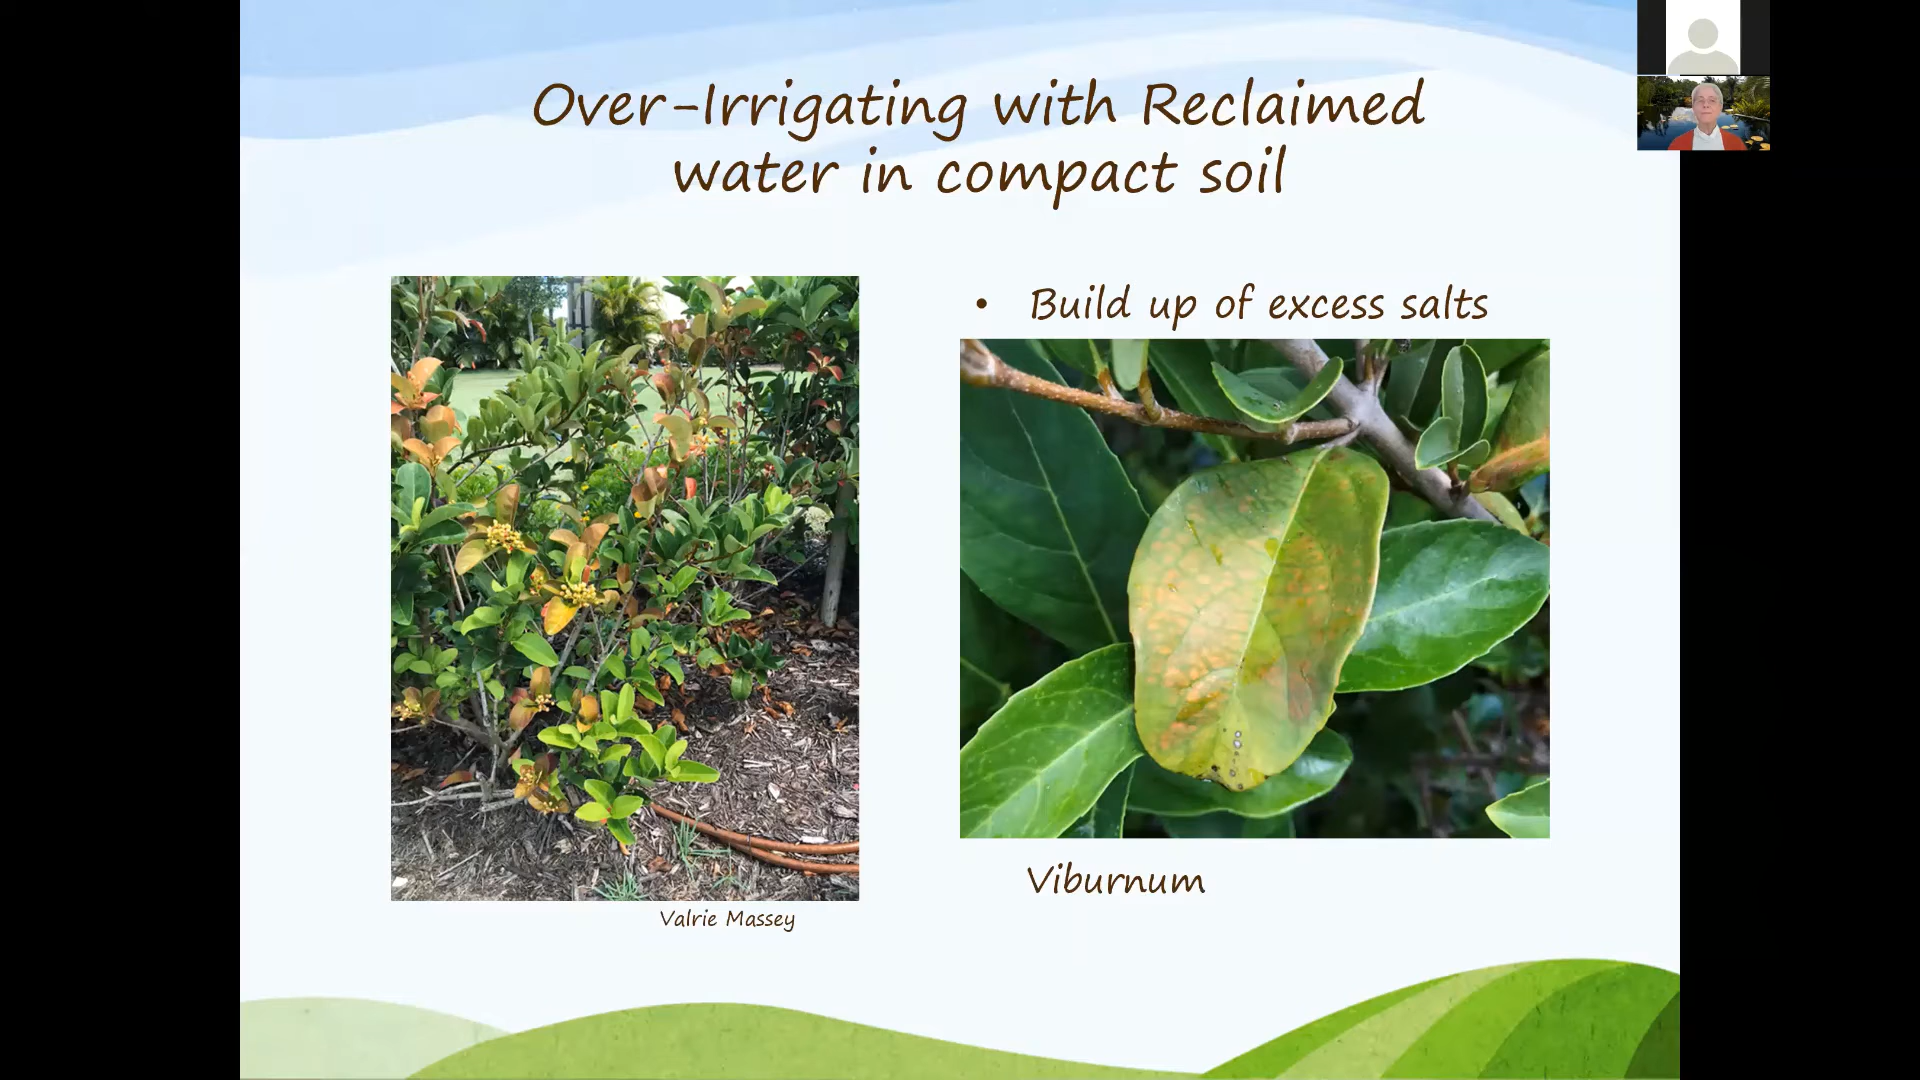 Over-Irrigating with Reclaimed
water in compact soil
• Build up of excess salts
Viburnum
Valrie Massey